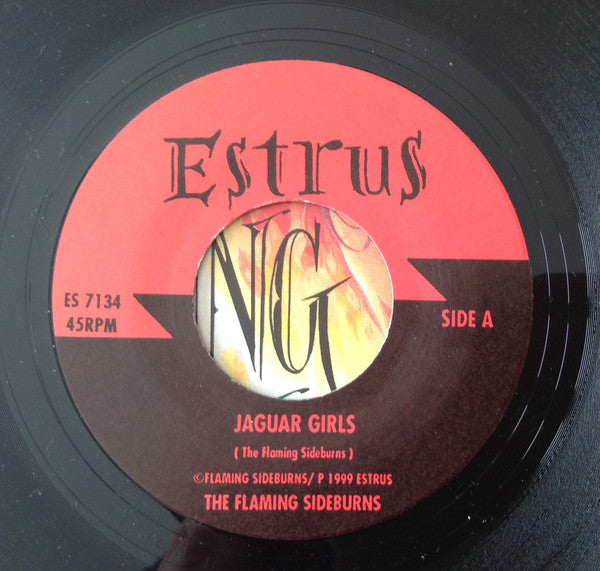 Estrus
NG
ES 7134
45RPM
SIDE A
JAGUAR GIRLS
( The Flaming Sideburns )
©FLAMING SIDEBURNS/ P 1999 ESTRUS
THE FLAMING SIDEBURNS